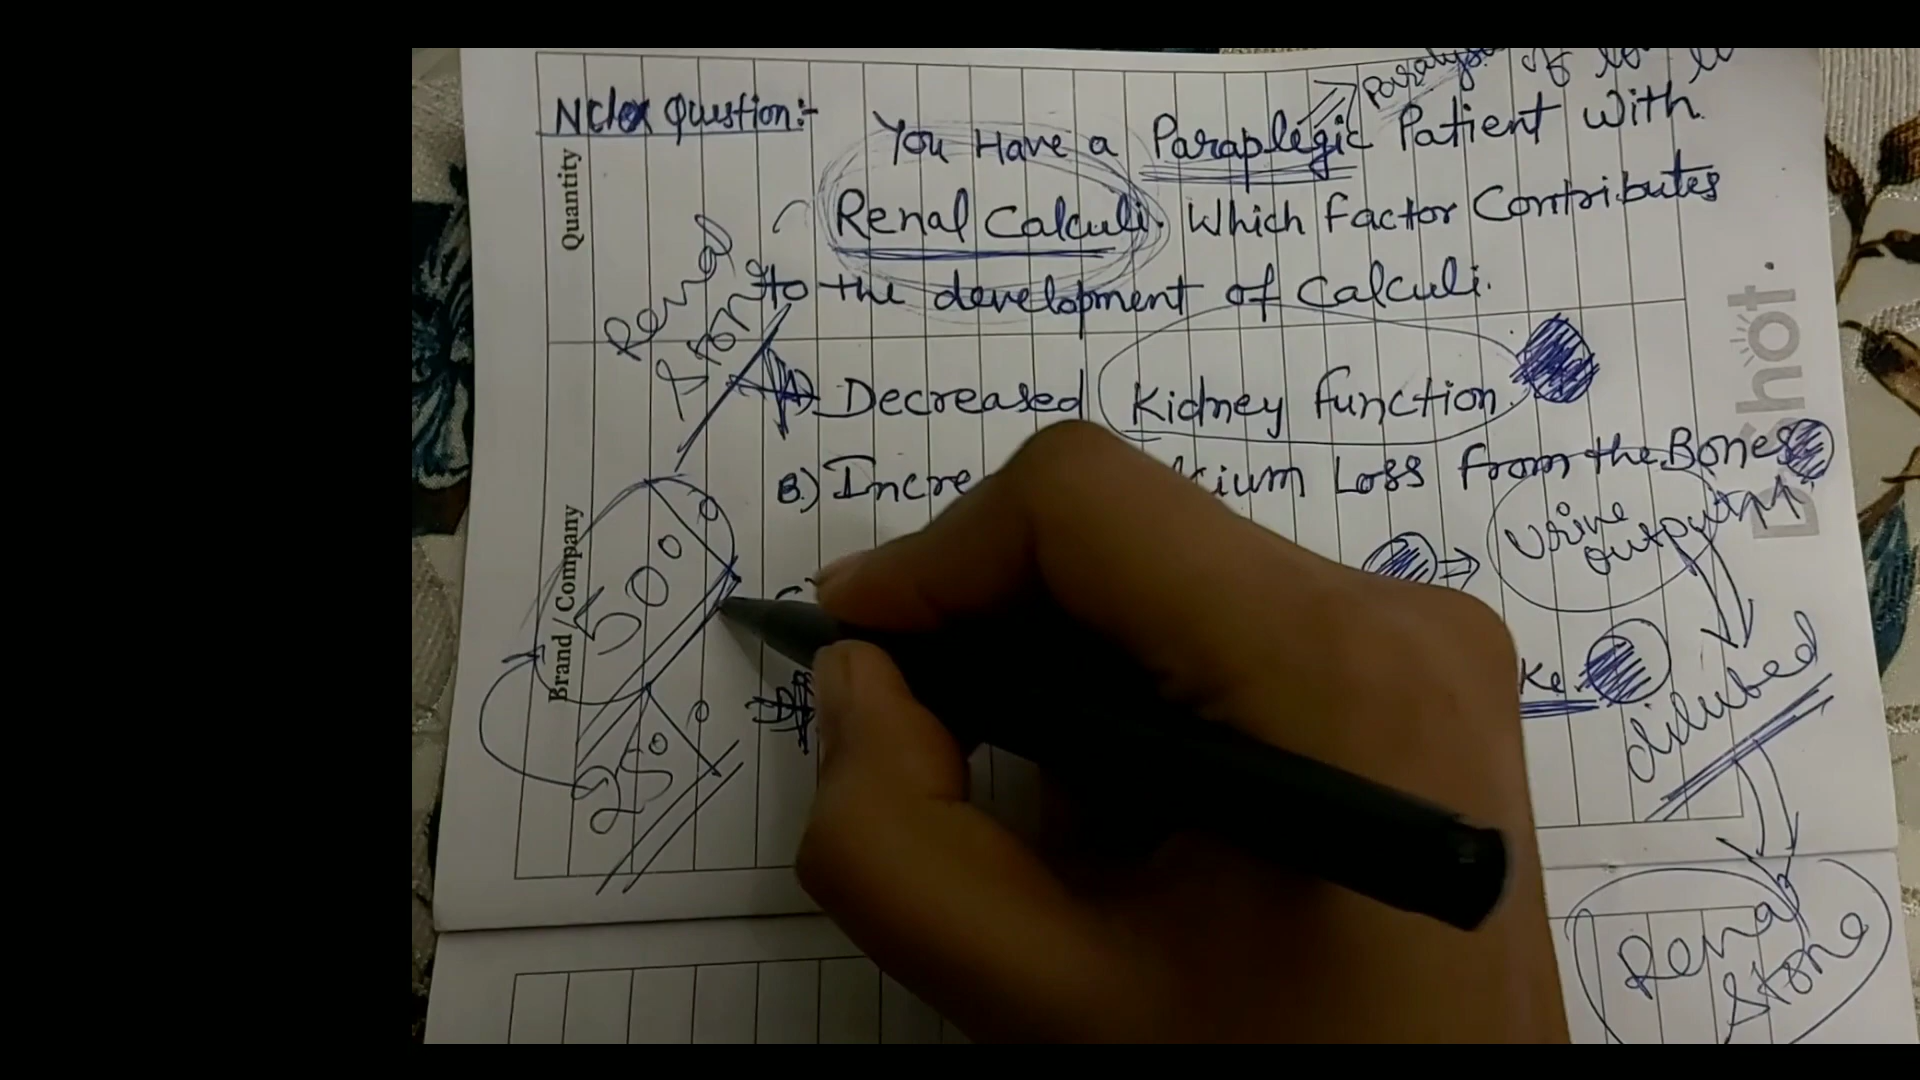 Nclex Question:-
Paralysis of
You Have a Paraplegic Patient With
Renal Calculi. Which Factor Contributes
to the development of Calculi.
Renal
A) Decreased Kidney function.
B.) Incre cium Loss from the Bones
Urine
output
Ke
diluted
Renal
Stone
500
250
Quantity
Brand / Company